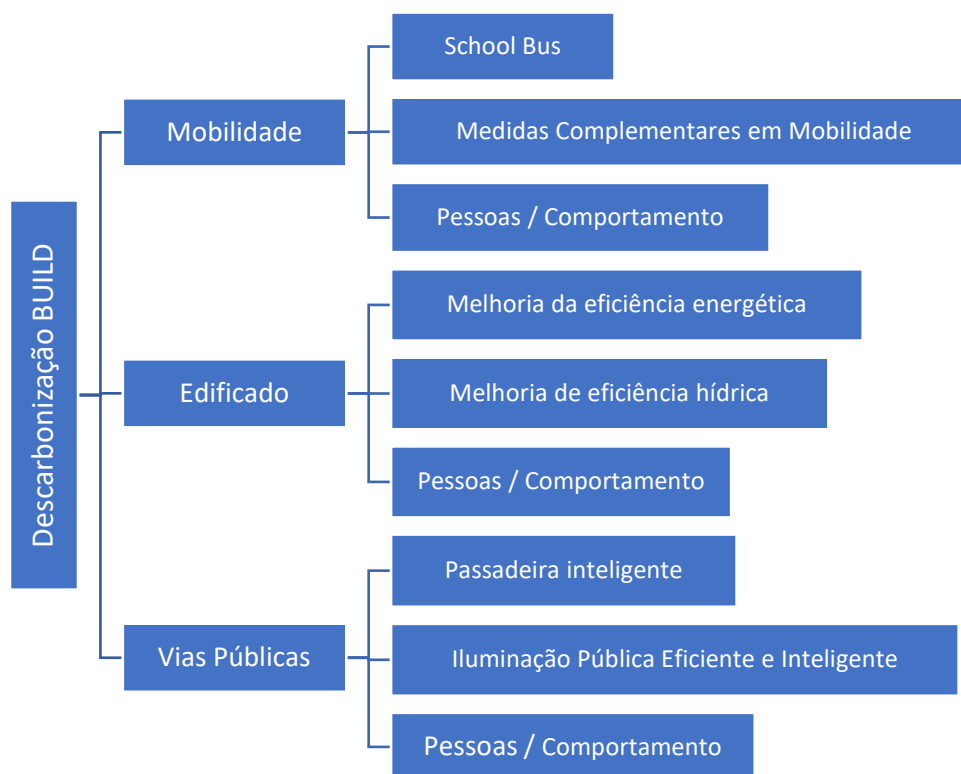 Descarbonização BUILD
Mobilidade
School Bus
Medidas Complementares em Mobilidade
Pessoas / Comportamento
Edificado
Melhoria da eficiência energética
Melhoria de eficiência hídrica
Pessoas / Comportamento
Vias Públicas
Passadeira inteligente
Iluminação Pública Eficiente e Inteligente
Pessoas / Comportamento